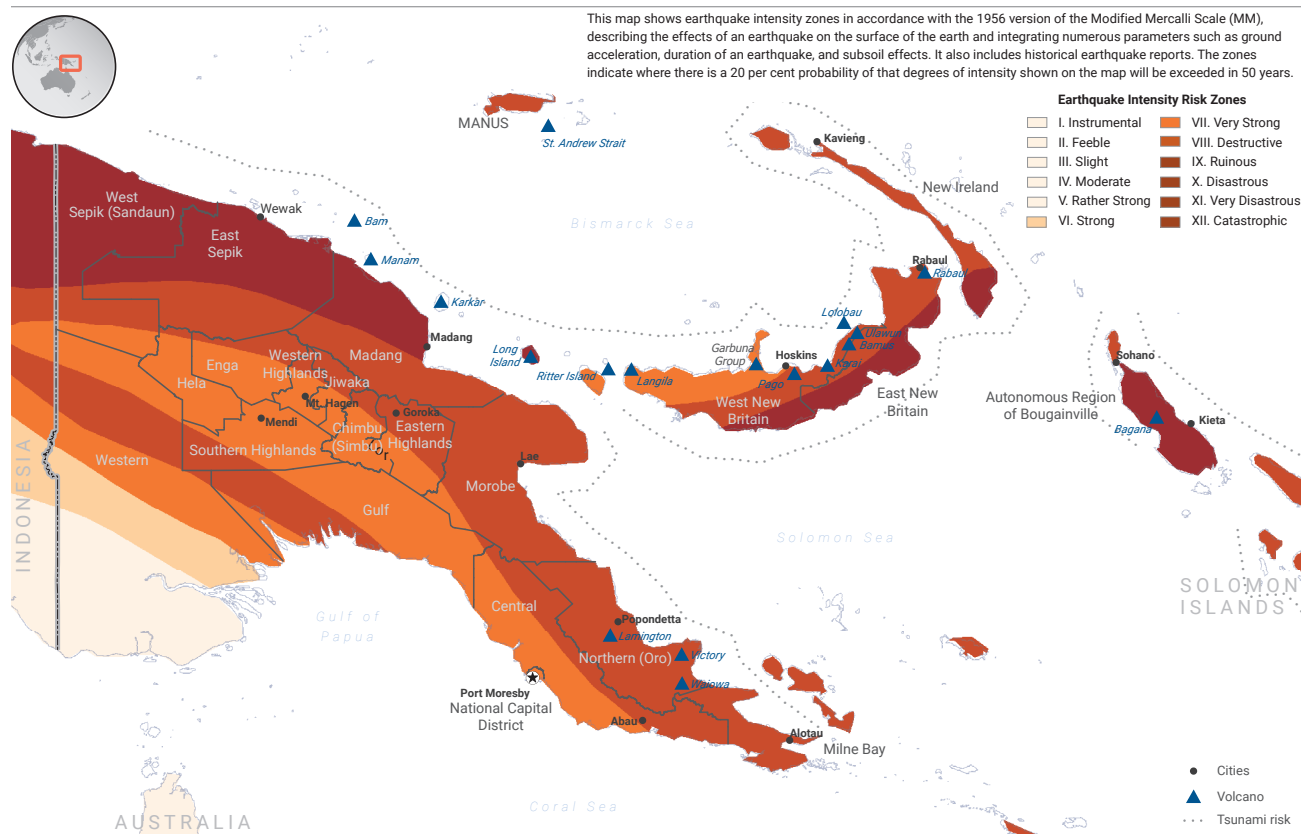 This map shows earthquake intensity zones in accordance with the 1956 version of the Modified Mercalli Scale (MM),
describing the effects of an earthquake on the surface of the earth and integrating numerous parameters such as ground
acceleration, duration of an earthquake, and subsoil effects. It also includes historical earthquake reports. The zones
indicate where there is a 20 per cent probability of that degrees of intensity shown on the map will be exceeded in 50 years.
Earthquake Intensity Risk Zones
I. Instrumental
II. Feeble
III. Slight
IV. Moderate
V. Rather Strong
VI. Strong
VII. Very Strong
VIII. Destructive
IX. Ruinous
X. Disastrous
XI. Very Disastrous
XII. Catastrophic
MANUS
St. Andrew Strait
Kavieng
New Ireland
West
Sepik (Sandaun)
Wewak
East
Sepik
Bam
Bismarck Sea
Manam
Rabaul
Rabaul
Karkar
Lolobau
Ulawun
Bamus
Madang
Madang
Long
Island
Garbuna
Group
Hoskins
Karai
Sohano
Enga
Western
Highlands
Hela
Jiwaka
Ritter Island
Langila
Pago
East New
Britain
West New
Britain
Autonomous Region
of Bougainville
Mt. Hagen
Goroka
Mendi
Chimbu
(Simbu)
Eastern
Highlands
Kieta
Bagana
Southern Highlands
Western
Lae
Morobe
Gulf
INDONESIA
Solomon Sea
SOLOMON
ISLANDS
Central
Gulf of
Papua
Popondetta
Lamington
Northern (Oro)
Victory
Waiowa
Port Moresby
National Capital
District
Abau
Alotau
Milne Bay
Cities
Volcano
Tsunami risk
Coral Sea
AUSTRALIA